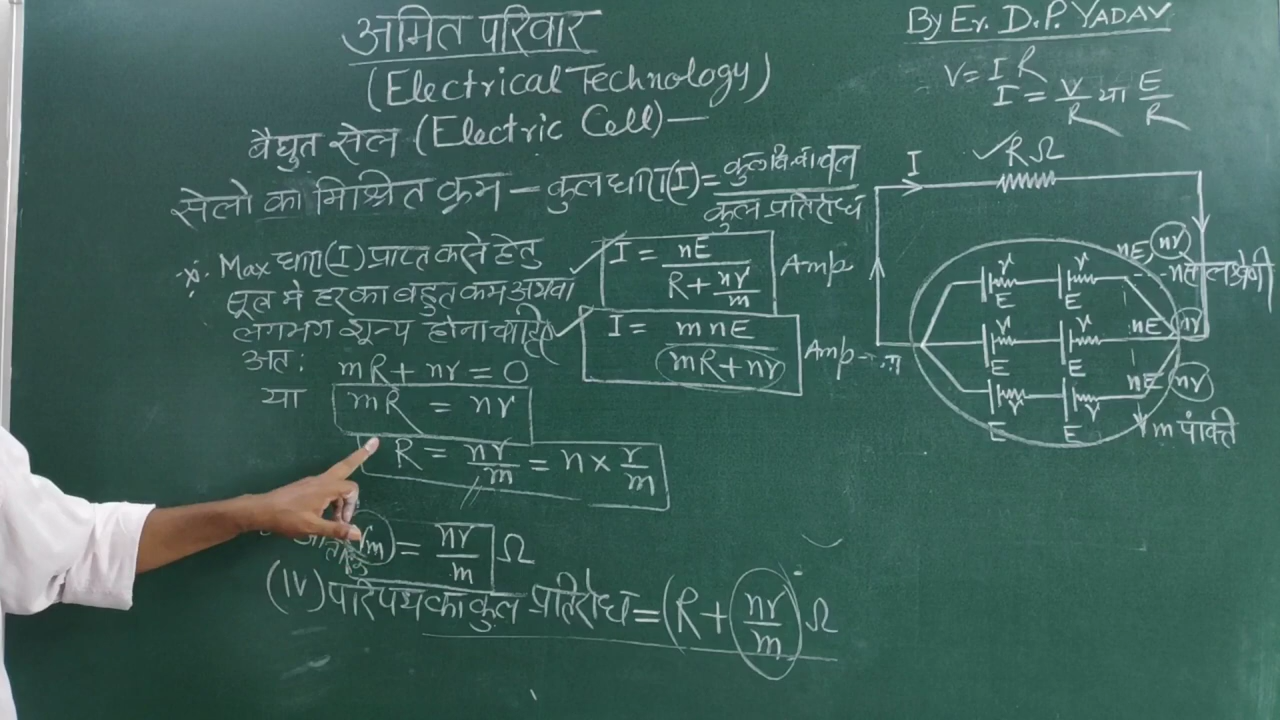 अमित परिवार
(Electrical Technology)
वैघुत सेल (Electric Cell) —
By Er. D.P. YADAV
V = I R
I = V/R या E/R
सेलो का मिश्रित क्रम – कुल धारा(I) = कुल वि.वा.बल / कुल प्रतिरोध
Max धारा(I) प्राप्त करने हेतु
मूल मे हर का बहुत कम अथवा
लगभग शून्य होना चाहिए
अत:
mR + nr = 0
या mR = nr
R = nr/m = n × r/m
I = nE / (R + nr/m) Amp
I = mnE / (mR + nr) Amp
= nr/m Ω
(IV) परिपथ का कुल प्रतिरोध = (R + nr/m) Ω
I RΩ
nE, nr
r r
E E
r r nE nr
E E
nE, nr
r r
E E
m पांक्ति